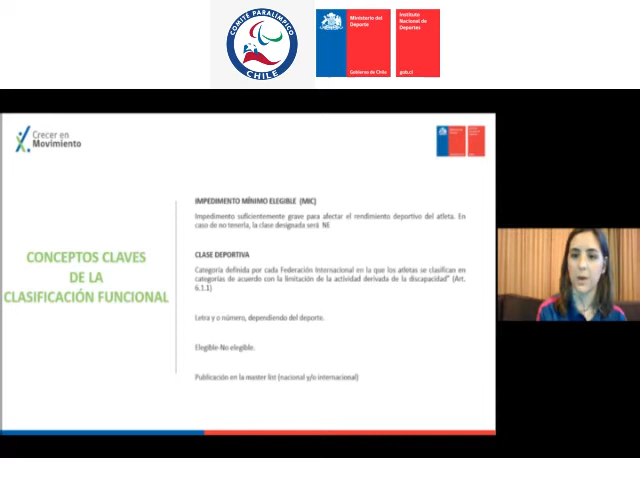 COMITÉ PARALÍMPICO
CHILE
Ministerio del
Deporte
Gobierno de Chile
Instituto
Nacional de
Deportes
gob.cl
Crecer en
Movimiento
CONCEPTOS CLAVES
DE LA
CLASIFICACIÓN FUNCIONAL
IMPEDIMENTO MÍNIMO ELEGIBLE (MIC)
Impedimento suficientemente grave para afectar el rendimiento deportivo del atleta. En
caso de no tenerla, la clase designada será NE
CLASE DEPORTIVA
Categoría definida por cada Federación Internacional en la que los atletas se clasifican en
categorías de acuerdo con la limitación de la actividad derivada de la discapacidad" (Art.
6.1.1)
Letra y o número, dependiendo del deporte.
Elegible-No elegible.
Publicación en la master list (nacional y/o internacional)